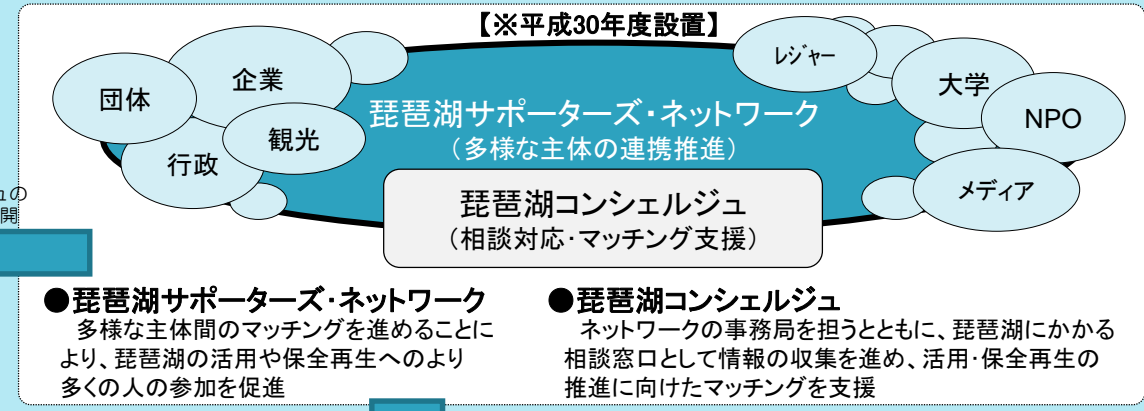 【※平成30年度設置】
団体
企業
観光
行政
レジャー
大学
NPO
メディア
琵琶湖サポーターズ・ネットワーク
(多様な主体の連携推進)
琵琶湖コンシェルジュ
(相談対応・マッチング支援)
ュの
開
●琵琶湖サポーターズ・ネットワーク
多様な主体間のマッチングを進めることに
より、琵琶湖の活用や保全再生へのより
多くの人の参加を促進
●琵琶湖コンシェルジュ
ネットワークの事務局を担うとともに、琵琶湖にかかる
相談窓口として情報の収集を進め、活用・保全再生の
推進に向けたマッチングを支援